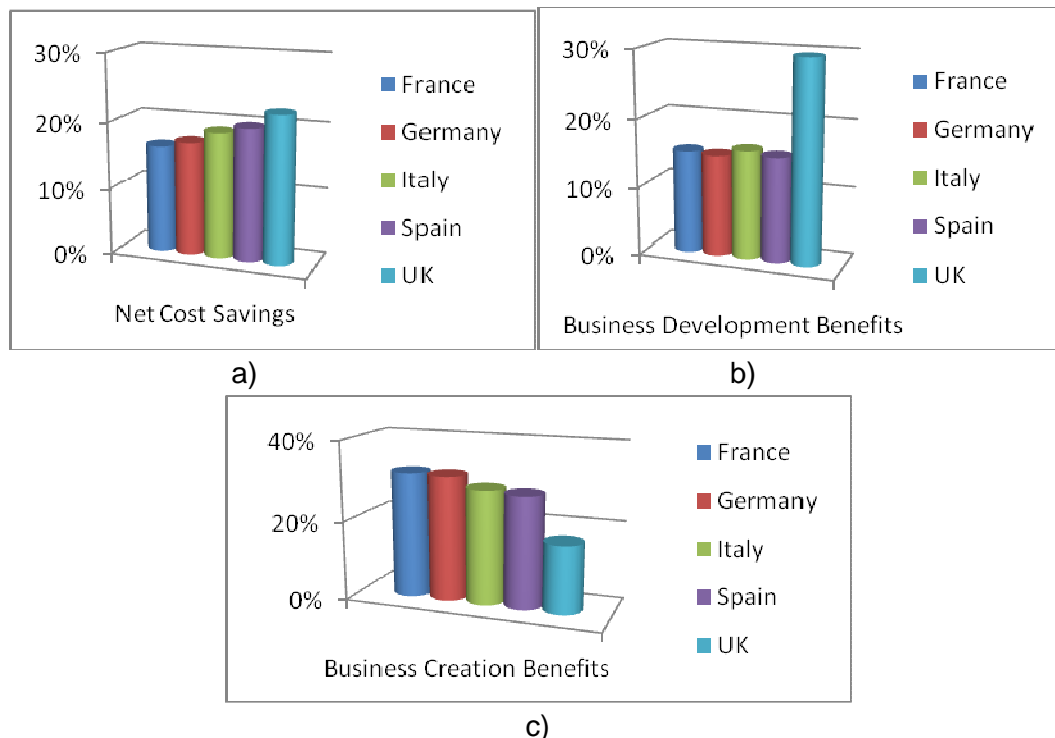 30%
20%
10%
0%
France
Germany
Italy
Spain
UK
Net Cost Savings
a)
30%
20%
10%
0%
France
Germany
Italy
Spain
UK
Business Development Benefits
b)
40%
20%
0%
France
Germany
Italy
Spain
UK
Business Creation Benefits
c)